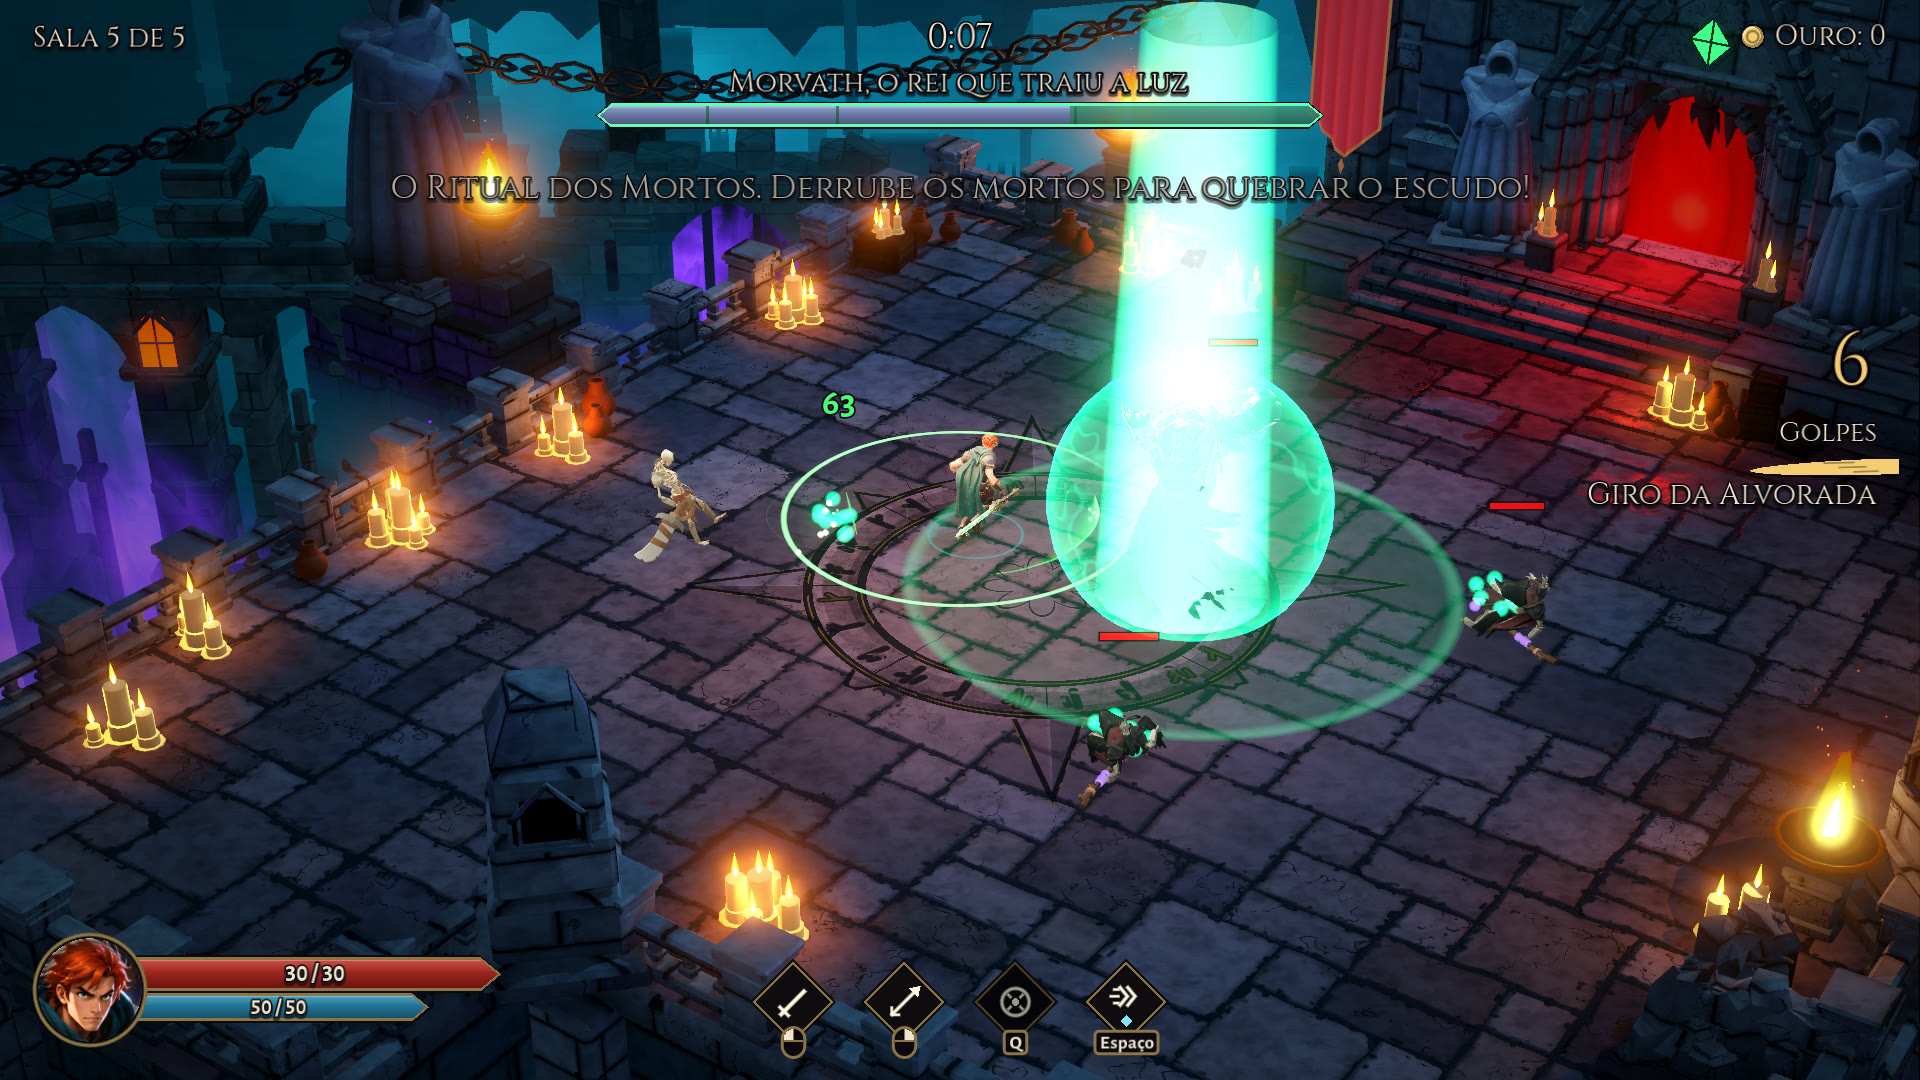 SALA 5 DE 5
0:07
OURO: 0
MORVATH, O REI QUE TRAIU A LUZ
O RITUAL DOS MORTOS. DERRUBE OS MORTOS PARA QUEBRAR O ESCUDO!
47
6
63
GOLPES
GIRO DA ALVORADA
30/30
50/50
Q
Espaço